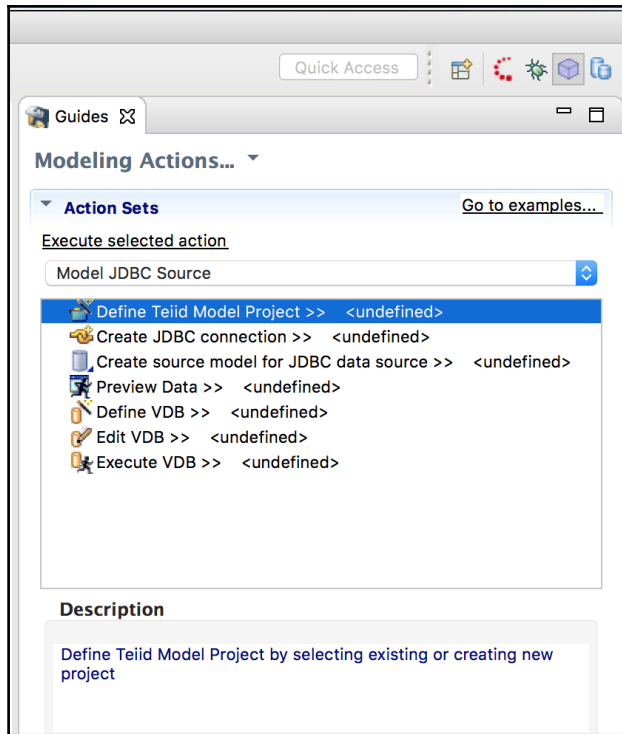 Quick Access
Guides
Modeling Actions...
Action Sets
Go to examples...
Execute selected action
Model JDBC Source
Define Teiid Model Project >> <undefined>
Create JDBC connection >> <undefined>
Create source model for JDBC data source >> <undefined>
Preview Data >> <undefined>
Define VDB >> <undefined>
Edit VDB >> <undefined>
Execute VDB >> <undefined>
Description
Define Teiid Model Project by selecting existing or creating new
project